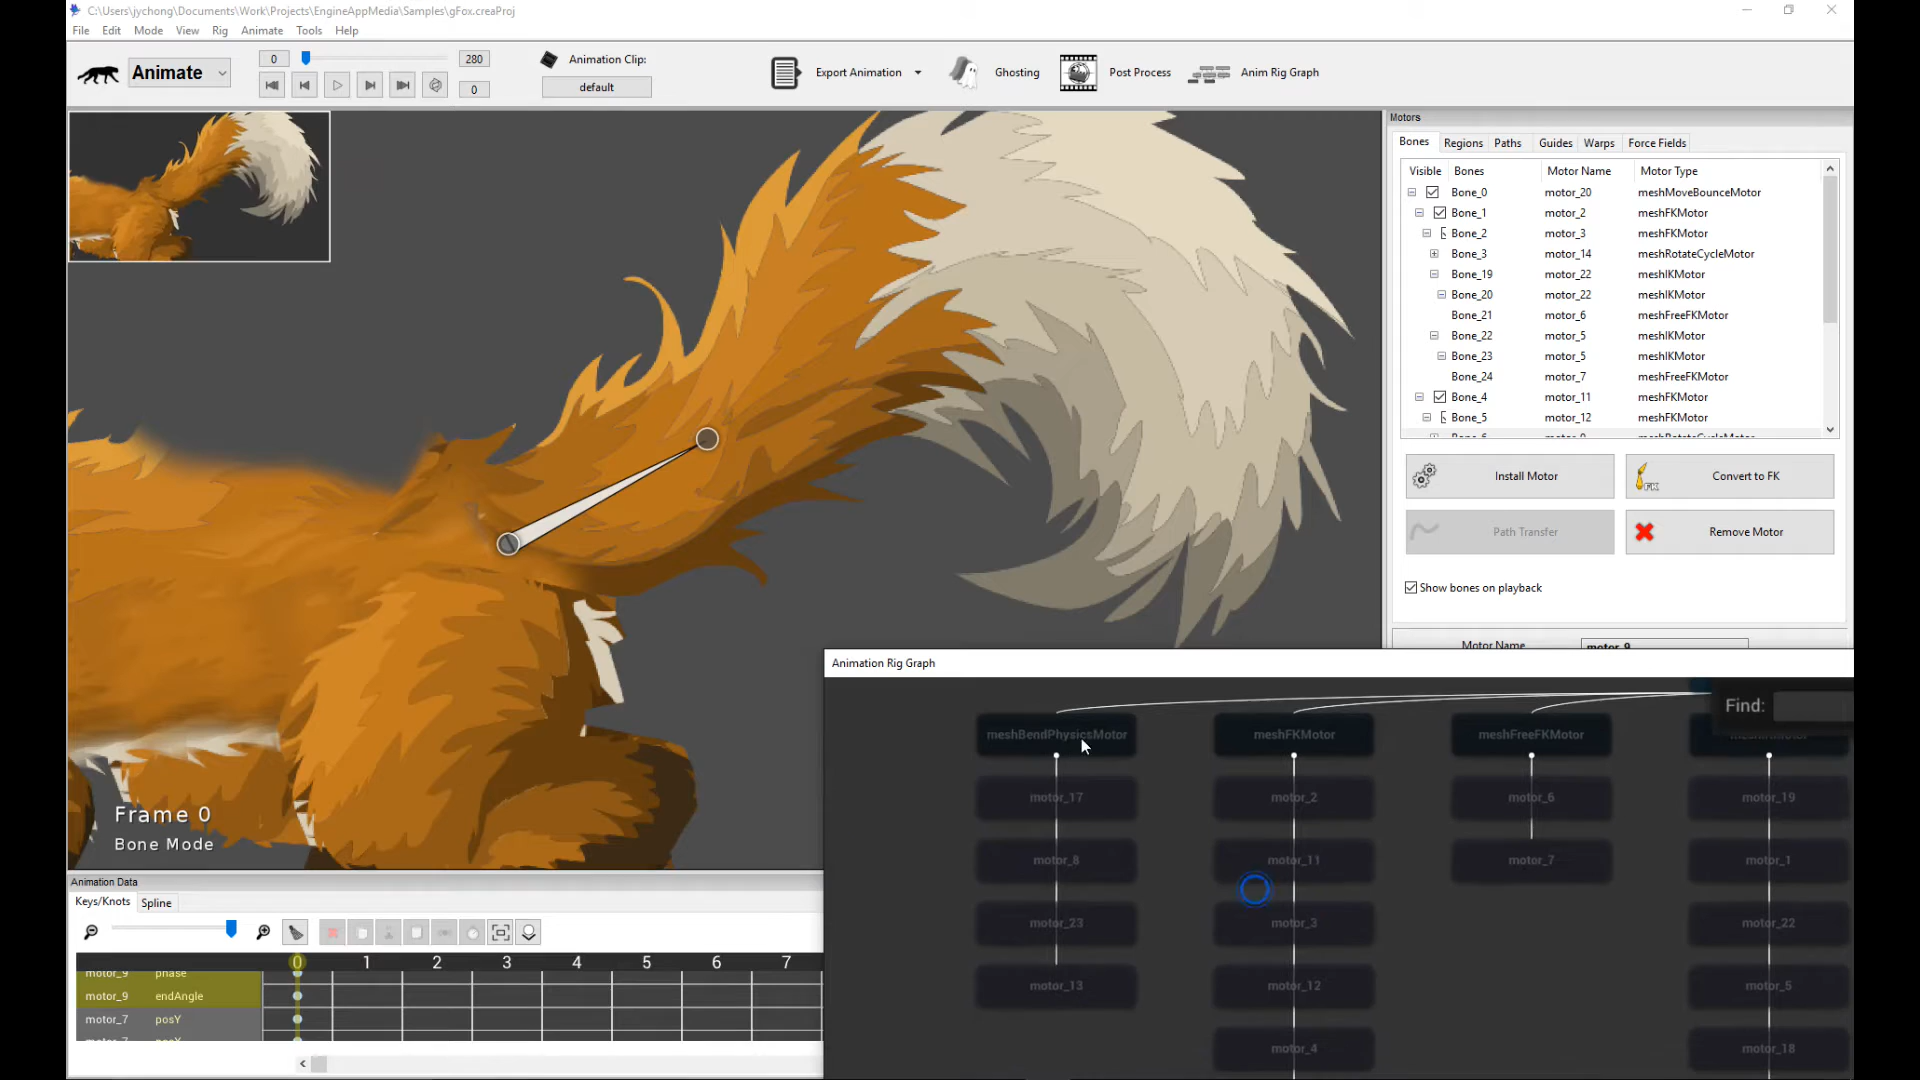 C:\Users\jychong\Documents\Work\Projects\EngineAppMedia\Samples\gFox.creaProj
File Edit Mode View Rig Animate Tools Help
Animate
0 280
0
Animation Clip:
default
Export Animation
Ghosting
Post Process
Anim Rig Graph
Motors
Bones Regions Paths Guides Warps Force Fields
Visible Bones Motor Name Motor Type
Bone_0 motor_20 meshMoveBounceMotor
Bone_1 motor_2 meshFKMotor
Bone_2 motor_3 meshFKMotor
Bone_3 motor_14 meshRotateCycleMotor
Bone_19 motor_22 meshIKMotor
Bone_20 motor_22 meshIKMotor
Bone_21 motor_6 meshFreeFKMotor
Bone_22 motor_5 meshIKMotor
Bone_23 motor_5 meshIKMotor
Bone_24 motor_7 meshFreeFKMotor
Bone_4 motor_11 meshFKMotor
Bone_5 motor_12 meshFKMotor
Install Motor
FK
Convert to FK
Path Transfer
Remove Motor
Show bones on playback
Motor Name motor_9
Frame 0
Bone Mode
Animation Rig Graph
Find:
meshBendPhysicsMotor meshFKMotor meshFreeFKMotor
motor_17 motor_2 motor_6 motor_19
motor_8 motor_11 motor_7 motor_1
motor_23 motor_3 motor_22
motor_13 motor_12 motor_5
motor_4 motor_18
Animation Data
Keys/Knots Spline
0 1 2 3 4 5 6 7
motor_9 phase
motor_9 endAngle
motor_7 posY